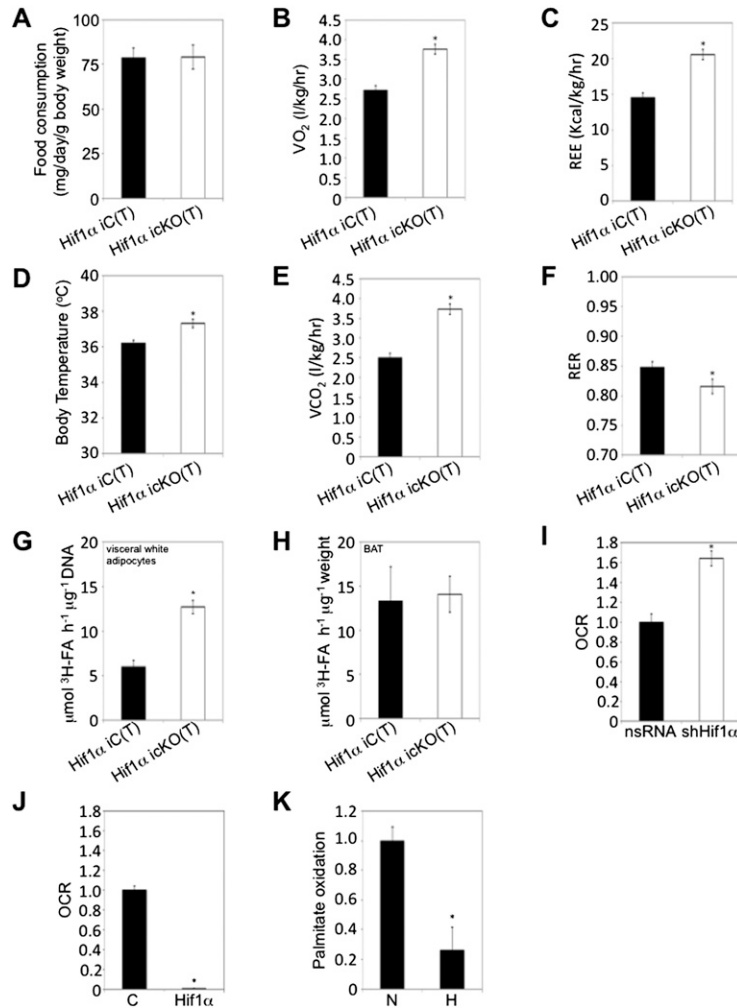 A
Food consumption
(mg/day/g body weight)
100
75
50
25
0
Hif1α iC(T)
Hif1α icKO(T)
B
VO2 (l/kg/hr)
4.5
4.0
3.5
3.0
2.5
2.0
1.5
1.0
0.5
0
*
Hif1α iC(T)
Hif1α icKO(T)
C
REE (Kcal/kg/hr)
25
20
15
10
5
0
*
Hif1α iC(T)
Hif1α icKO(T)
D
Body Temperature (°C)
40
38
36
34
32
30
*
Hif1α iC(T)
Hif1α icKO(T)
E
VCO2 (l/kg/hr)
4.5
4.0
3.5
3.0
2.5
2.0
1.5
1.0
0.5
0
*
Hif1α iC(T)
Hif1α icKO(T)
F
RER
1.00
0.95
0.90
0.85
0.80
0.75
0.70
*
Hif1α iC(T)
Hif1α icKO(T)
G
μmol ³H-FA h⁻¹ μg⁻¹ DNA
20
15
10
5
0
visceral white
adipocytes
*
Hif1α iC(T)
Hif1α icKO(T)
H
μmol ³H-FA h⁻¹ μg⁻¹ weight
20
15
10
5
0
BAT
Hif1α iC(T)
Hif1α icKO(T)
I
OCR
1.8
1.6
1.4
1.2
1.0
0.8
0.6
0.4
0.2
0
*
nsRNA shHif1α
J
OCR
1.8
1.6
1.4
1.2
1.0
0.8
0.6
0.4
0.2
0
*
C Hif1α
K
Palmitate oxidation
1.2
1.0
0.8
0.6
0.4
0.2
0
*
N H